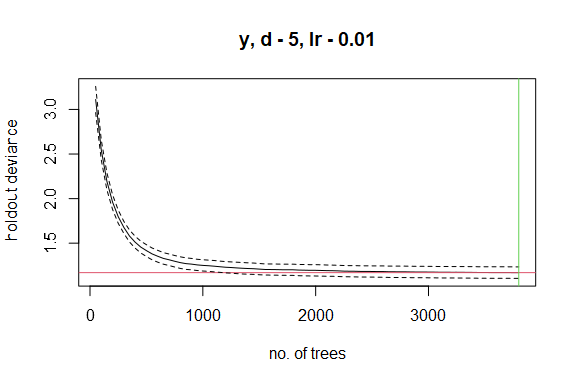 y, d - 5, lr - 0.01
holdout deviance
3.0
2.5
2.0
1.5
0
1000
2000
3000
no. of trees